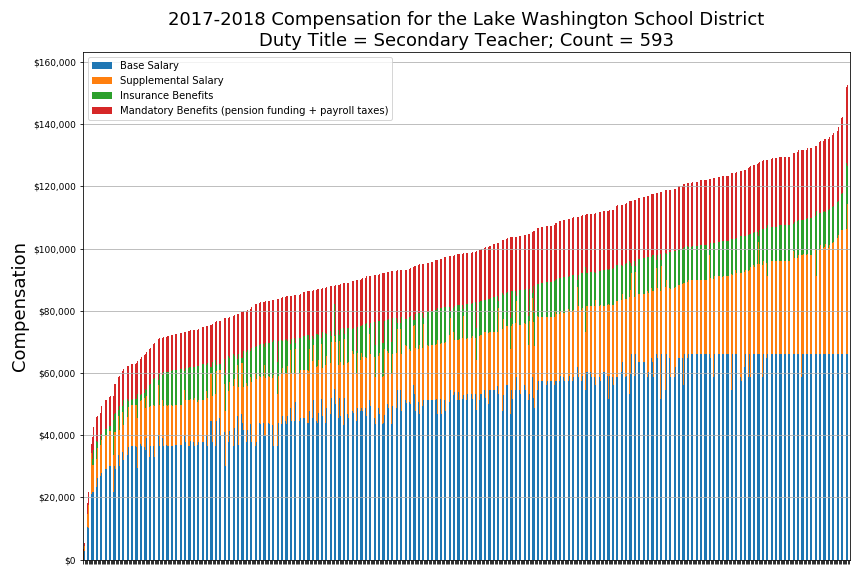 2017-2018 Compensation for the Lake Washington School District
Duty Title = Secondary Teacher; Count = 593
Base Salary
Supplemental Salary
Insurance Benefits
Mandatory Benefits (pension funding + payroll taxes)
$160,000
$140,000
$120,000
$100,000
$80,000
$60,000
$40,000
$20,000
$0
Compensation